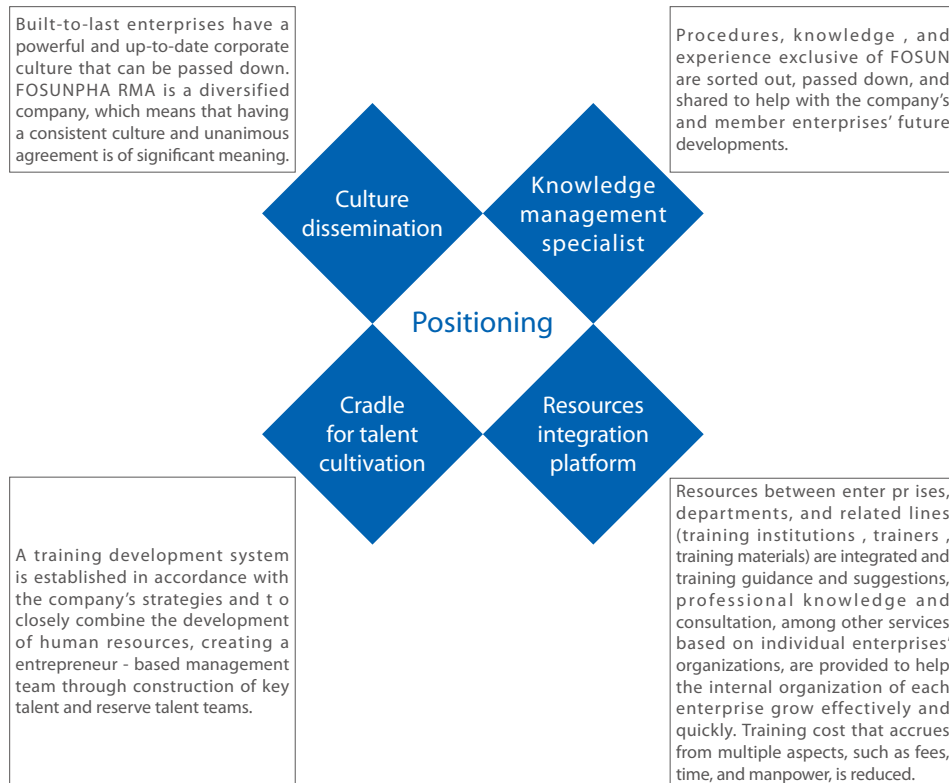 Built-to-last enterprises have a
powerful and up-to-date corporate
culture that can be passed down.
FOSUNPHA RMA is a diversified
company, which means that having
a consistent culture and unanimous
agreement is of significant meaning.
Procedures, knowledge , and
experience exclusive of FOSUN
are sorted out, passed down, and
shared to help with the company's
and member enterprises' future
developments.
Culture
dissemination
Knowledge
management
specialist
Positioning
Cradle
for talent
cultivation
Resources
integration
platform
A training development system
is established in accordance with
the company's strategies and t o
closely combine the development
of human resources, creating a
entrepreneur - based management
team through construction of key
talent and reserve talent teams.
Resources between enter pr ises,
departments, and related lines
(training institutions , trainers ,
training materials) are integrated and
training guidance and suggestions,
professional knowledge and
consultation, among other services
based on individual enterprises'
organizations, are provided to help
the internal organization of each
enterprise grow effectively and
quickly. Training cost that accrues
from multiple aspects, such as fees,
time, and manpower, is reduced.